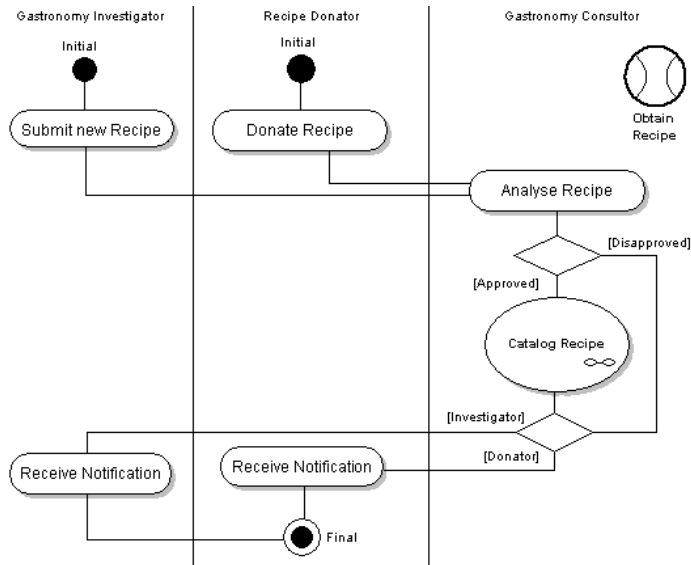 Gastronomy Investigator
Recipe Donator
Gastronomy Consultor
Initial
Initial
Obtain
Recipe
Submit new Recipe
Donate Recipe
Analyse Recipe
[Disapproved]
[Approved]
Catalog Recipe
[Investigator]
[Donator]
Receive Notification
Receive Notification
Final